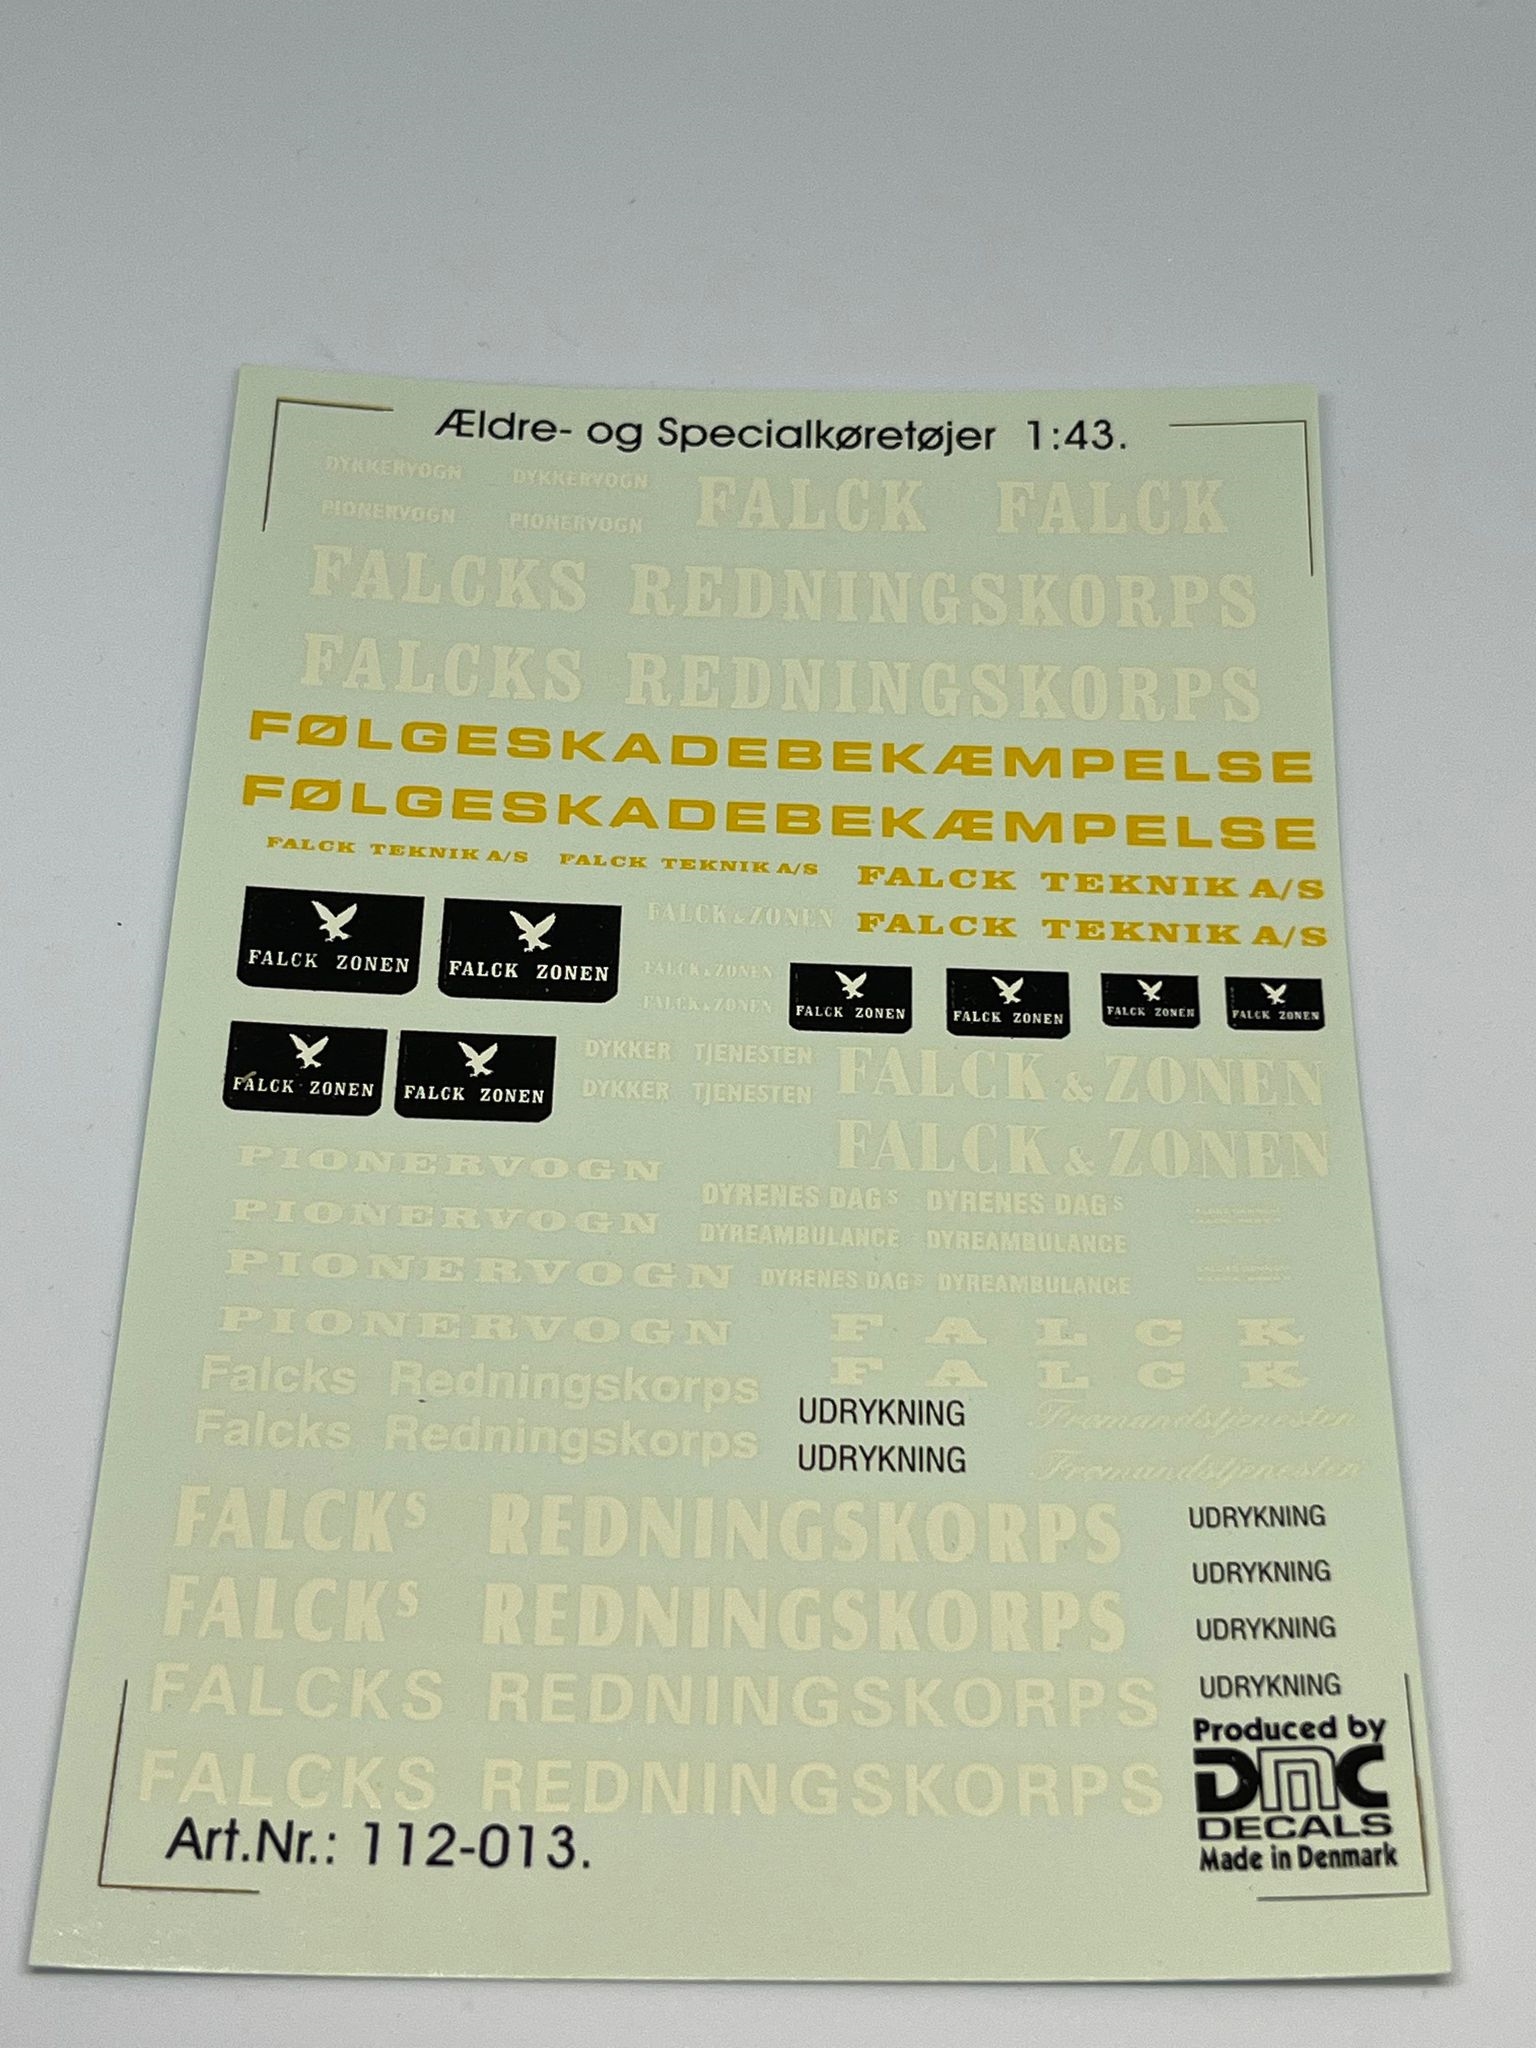 Ældre- og Specialkøretøjer 1:43.
DYKKERVOGN DYKKERVOGN
PIONERVOGN PIONERVOGN
FALCK FALCK
FALCKS REDNINGSKORPS
FALCKS REDNINGSKORPS
FØLGESKADEBEKÆMPELSE
FØLGESKADEBEKÆMPELSE
FALCK TEKNIK A/S FALCK TEKNIK A/S FALCK TEKNIK A/S
FALCK TEKNIK A/S
FALCK ZONEN FALCK ZONEN
FALCK & ZONEN
FALCK & ZONEN
FALCK & ZONEN
FALCK ZONEN FALCK ZONEN FALCK ZONEN FALCK ZONEN
FALCK ZONEN FALCK ZONEN
DYKKER TJENESTEN
DYKKER TJENESTEN
FALCK & ZONEN
FALCK & ZONEN
PIONERVOGN
PIONERVOGN
PIONERVOGN
PIONERVOGN
DYRENES DAGs DYRENES DAGs
DYREAMBULANCE DYREAMBULANCE
DYRENES DAGs DYREAMBULANCE
F A L C K
F A L C K
Falcks Redningskorps
Falcks Redningskorps
UDRYKNING
UDRYKNING
Frømandstjenesten
Frømandstjenesten
FALCKs REDNINGSKORPS
FALCKs REDNINGSKORPS
FALCKS REDNINGSKORPS
FALCKS REDNINGSKORPS
UDRYKNING
UDRYKNING
UDRYKNING
UDRYKNING
Art.Nr.: 112-013.
Produced by
DMC
DECALS
Made in Denmark